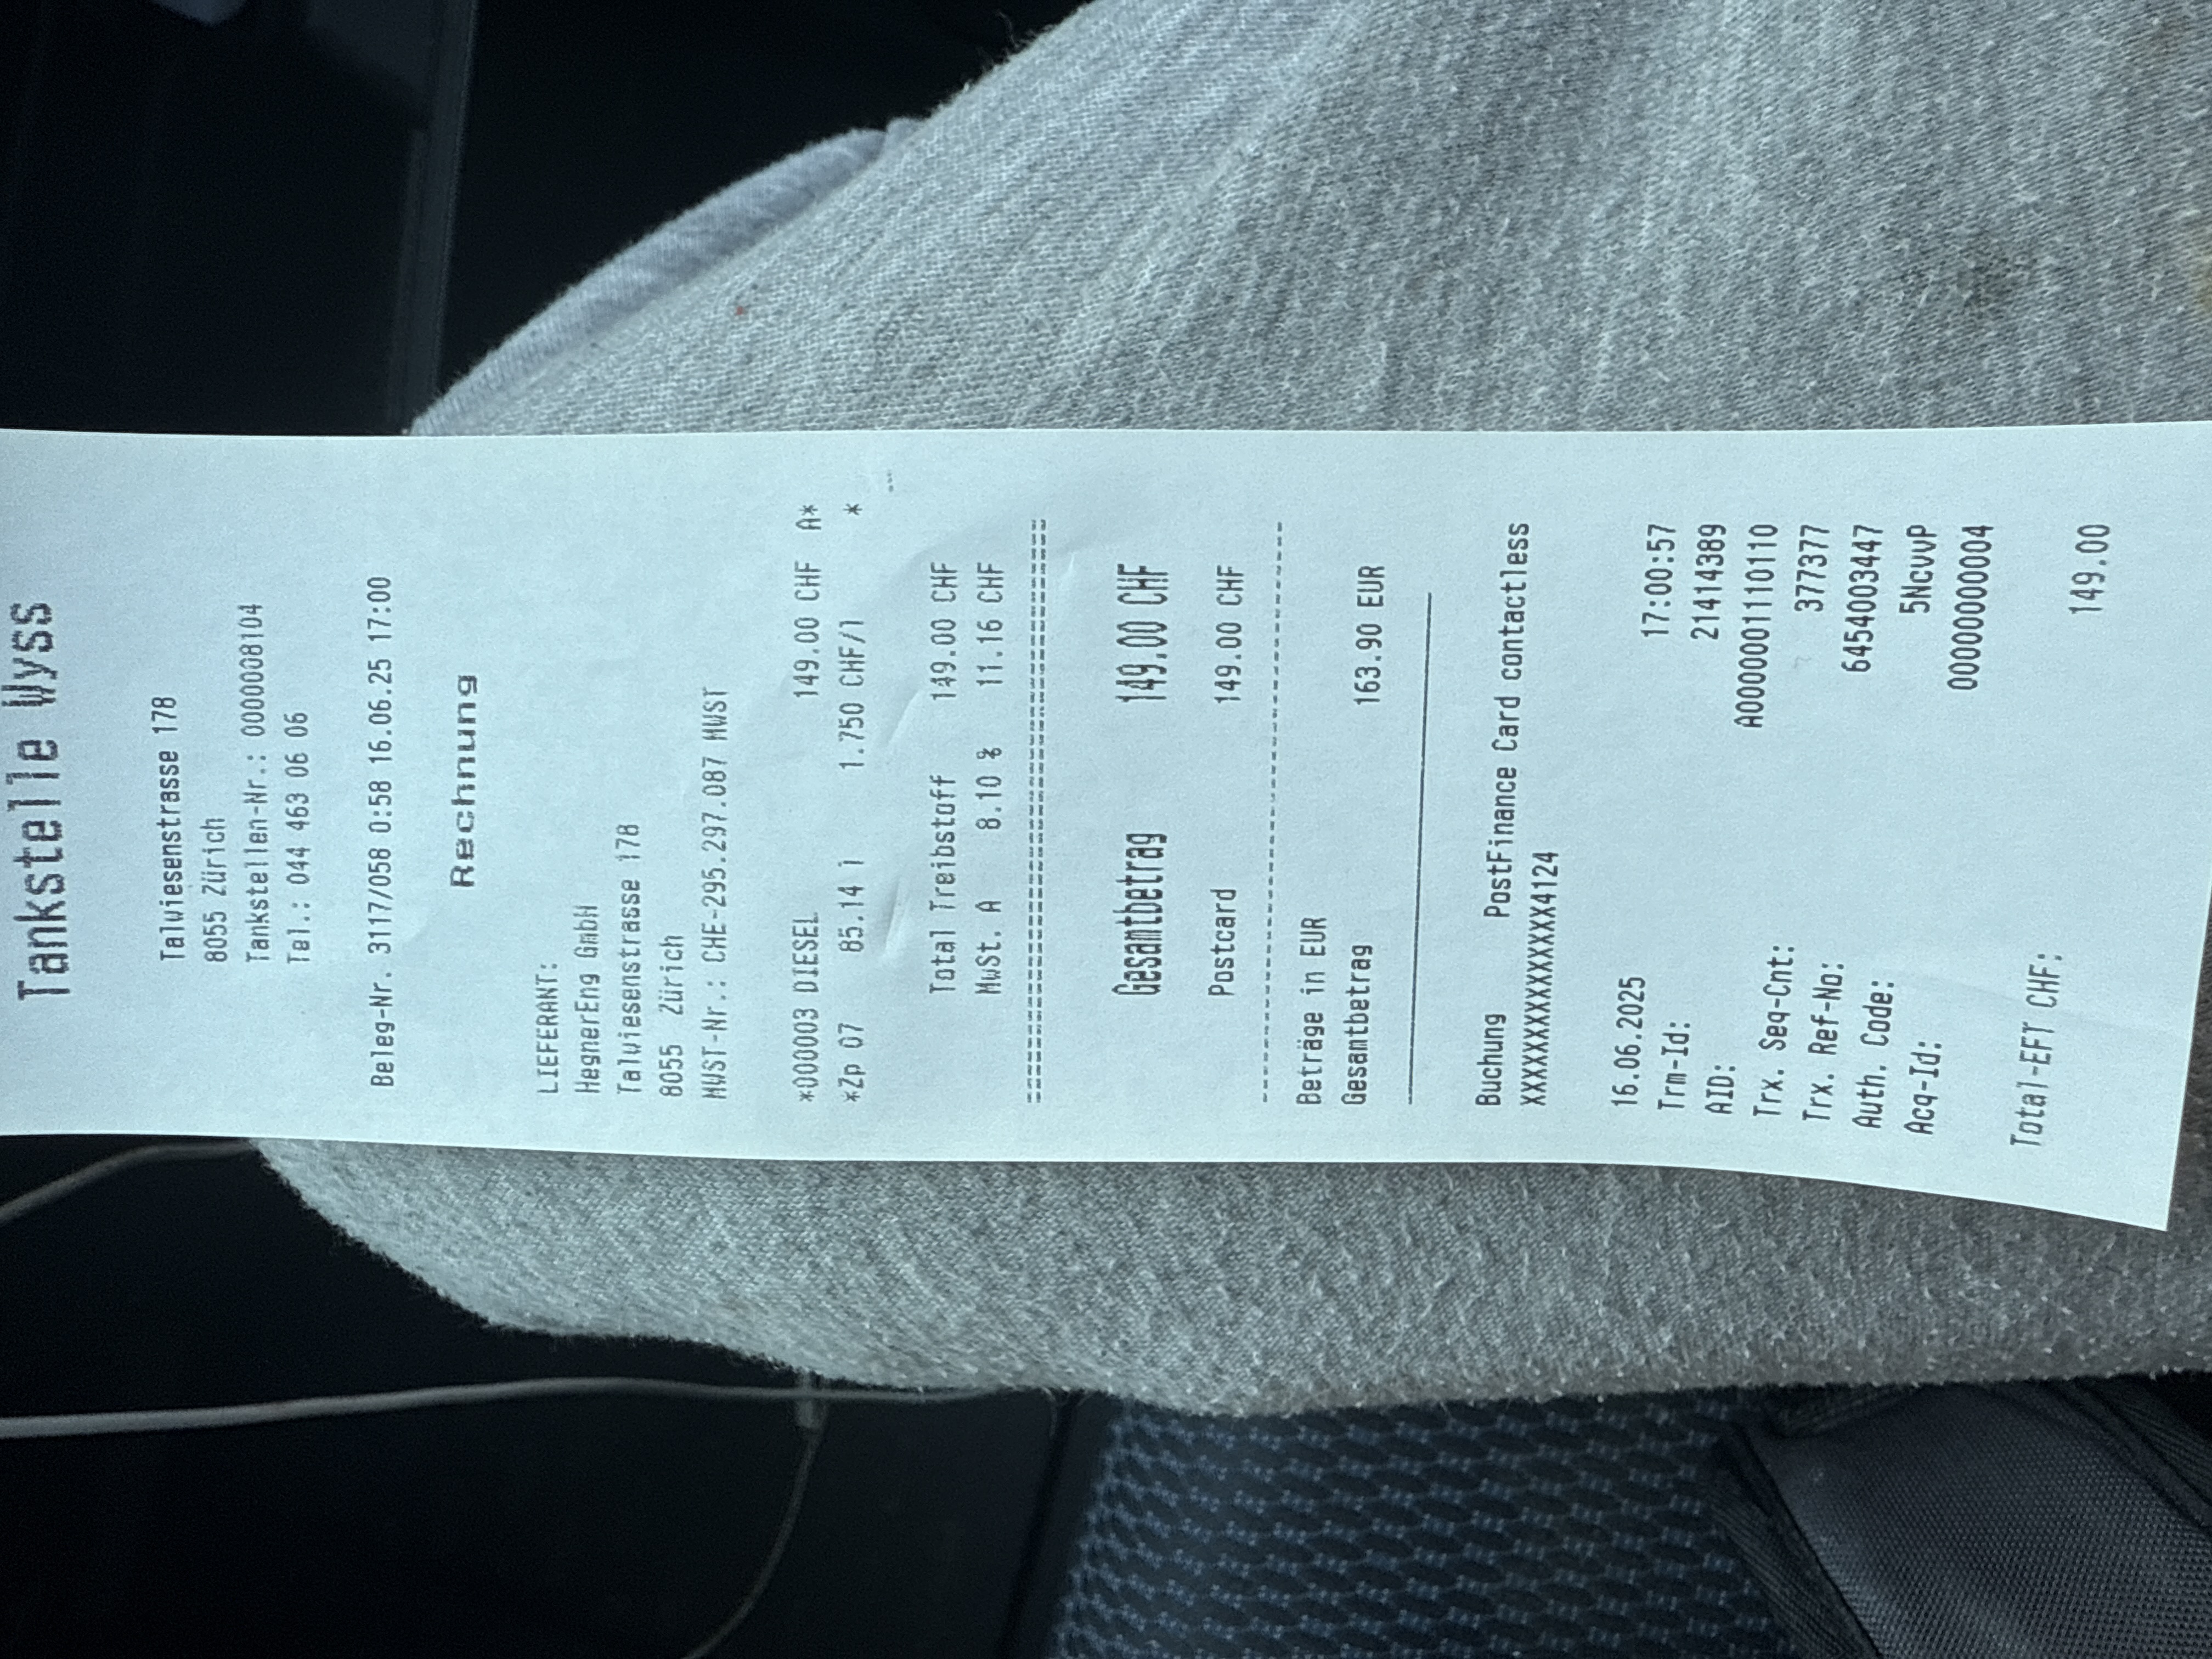 Tankstelle Wyss
Talwiesenstrasse 178
8055 Zürich
Tankstellen-Nr.: 0000008104
Tel.: 044 463 06 06
Beleg-Nr. 3117/058 0:58 16.06.25 17:00
Rechnung
LIEFERANT:
HegnerEng GmbH
Talwiesenstrasse 178
8055 Zürich
MWST-Nr.: CHE-295.297.087 MWST
*000003 DIESEL 149.00 CHF A*
*Zp 07 85.14 l 1.750 CHF/l *
Total Treibstoff 149.00 CHF
MwSt. A 8.10 % 11.16 CHF
Gesamtbetrag 149.00 CHF
Postcard 149.00 CHF
Beträge in EUR
Gesamtbetrag 163.90 EUR
Buchung PostFinance Card contactless
XXXXXXXXXXXXXXX4124
16.06.2025 17:00:57
Trm-Id: 21414389
AID: A0000001110110
Trx. Seq-Cnt: 377377
Trx. Ref-No: 6454003447
Auth. Code: 5NcvvP
Acq-Id: 00000000004
Total-EFT CHF: 149.00